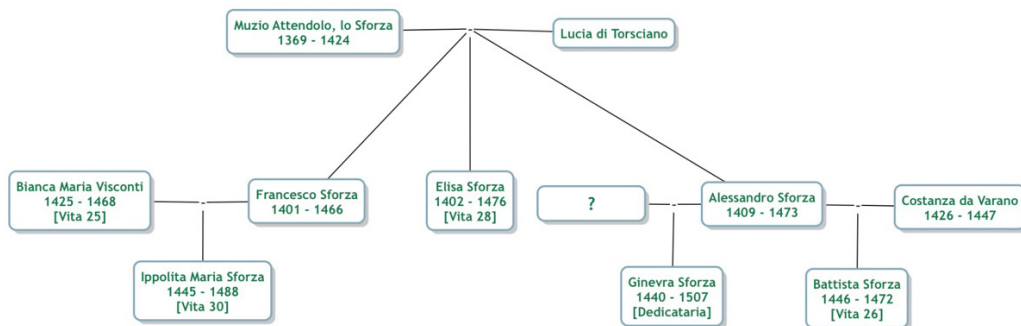 Muzio Attendolo, lo Sforza
1369 - 1424
Lucia di Torsciano
Bianca Maria Visconti
1425 - 1468
[Vita 25]
Francesco Sforza
1401 - 1466
Elisa Sforza
1402 - 1476
[Vita 28]
?
Alessandro Sforza
1409 - 1473
Costanza da Varano
1426 - 1447
Ippolita Maria Sforza
1445 - 1488
[Vita 30]
Ginevra Sforza
1440 - 1507
[Dedicataria]
Battista Sforza
1446 - 1472
[Vita 26]